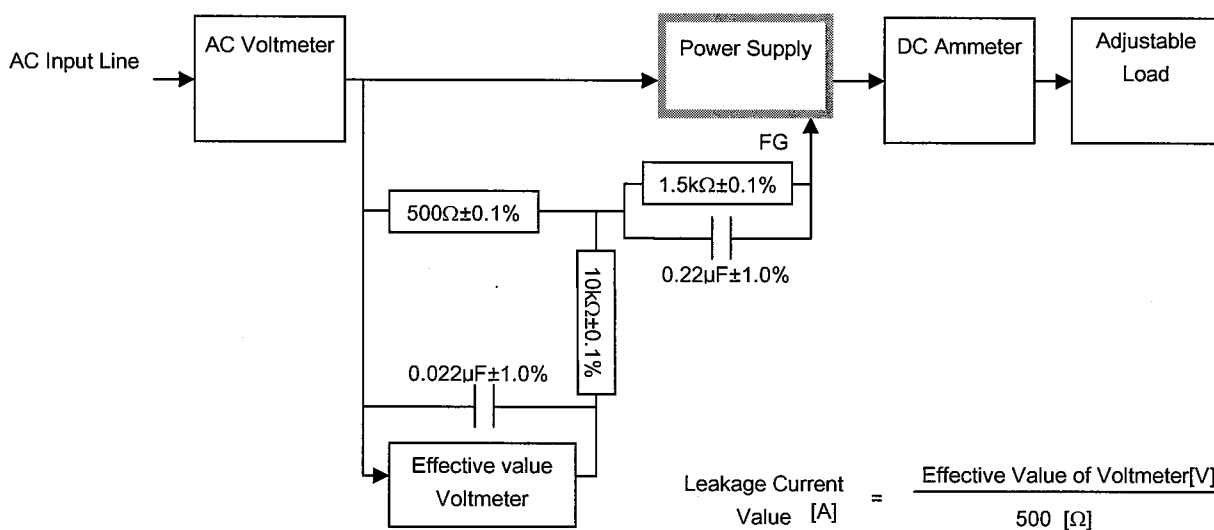 AC Input Line
AC Voltmeter
Power Supply
DC Ammeter
Adjustable
Load
FG
1.5kΩ±0.1%
500Ω±0.1%
0.22µF±1.0%
10kΩ±0.1%
0.022µF±1.0%
Effective value
Voltmeter
Leakage Current
Value [A]
=
Effective Value of Voltmeter[V]
500 [Ω]